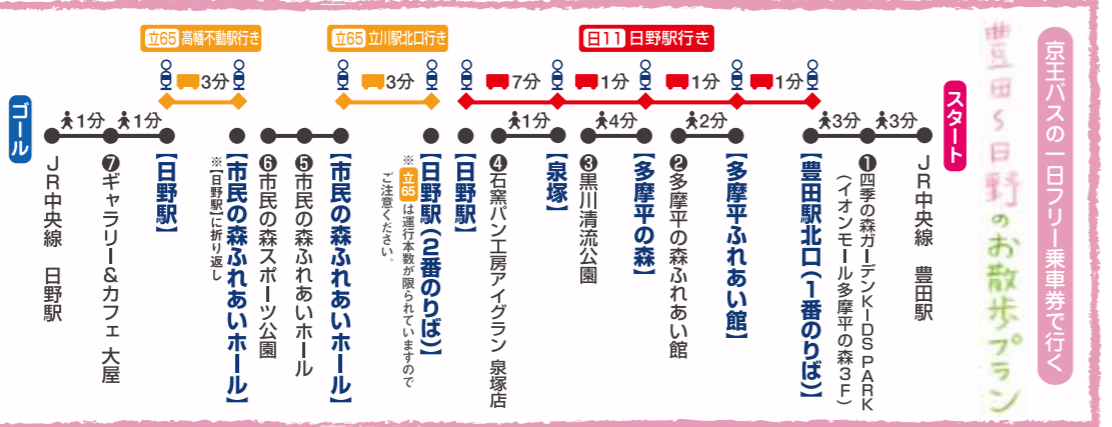 京王バスの一日フリー乗車券で行く
豊田～日野のお散歩プラン
スタート
JR中央線 豊田駅
3分
❶四季の森ガーデンKIDS PARK
(イオンモール多摩平の森3F)
3分
【豊田駅北口(1番のりば)】
日11 日野駅行き
1分
【多摩平ふれあい館】
2分
❷多摩平の森ふれあい館
1分
【多摩平の森】
4分
❸黒川清流公園
1分
【泉塚】
1分
❹石窯パン工房アイグラン 泉塚店
7分
【日野駅】
【日野駅(2番のりば)】
※立65は運行本数が限られていますので
ご注意ください。
立65 立川駅北口行き
3分
【市民の森ふれあいホール】
❺市民の森ふれあいホール
❻市民の森スポーツ公園
【市民の森ふれあいホール】
※【日野駅】に折り返し
立65 高幡不動駅行き
3分
【日野駅】
1分
❼ギャラリー&カフェ 大屋
1分
JR中央線 日野駅
ゴール